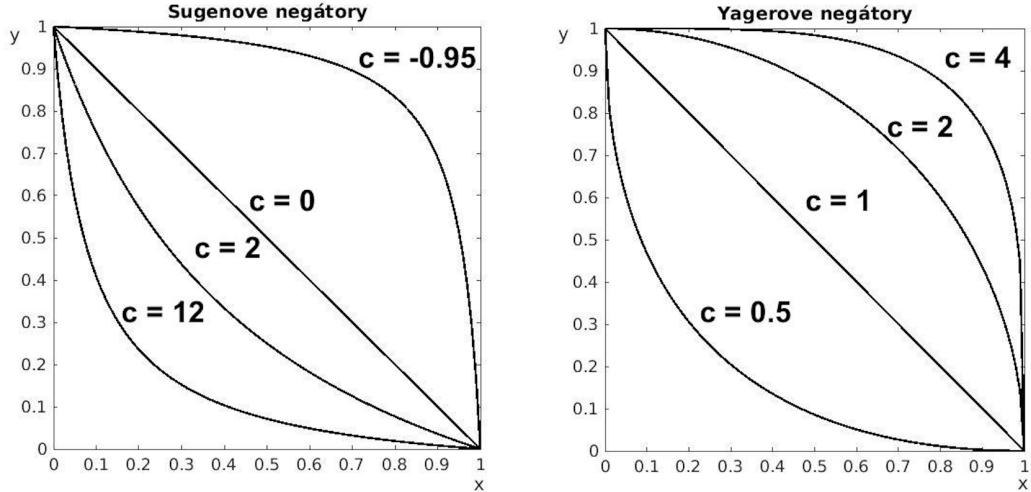 Sugenove negátory
y
1
0.9
0.8
0.7
0.6
0.5
0.4
0.3
0.2
0.1
0
0 0.1 0.2 0.3 0.4 0.5 0.6 0.7 0.8 0.9 1
x
c = -0.95
c = 0
c = 2
c = 12
Yagerove negátory
y
1
0.9
0.8
0.7
0.6
0.5
0.4
0.3
0.2
0.1
0
0 0.1 0.2 0.3 0.4 0.5 0.6 0.7 0.8 0.9 1
x
c = 4
c = 2
c = 1
c = 0.5